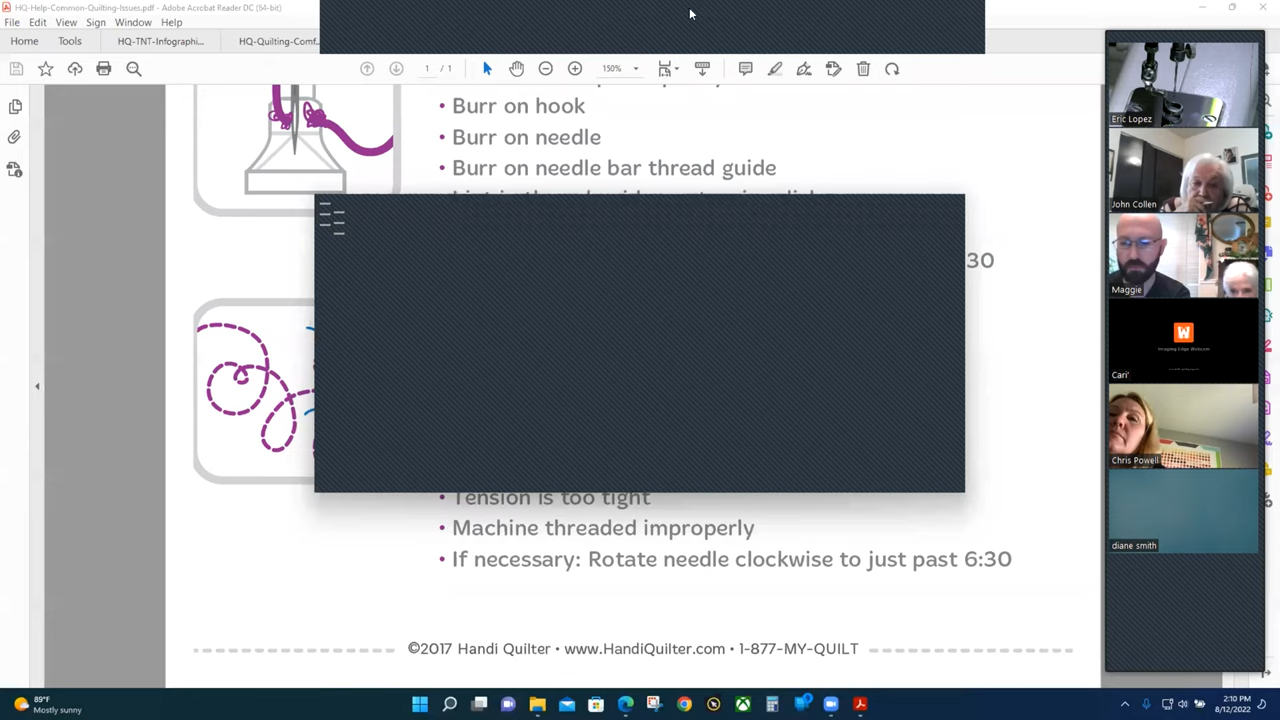 HQ-Help-Common-Quilting-Issues.pdf - Adobe Acrobat Reader DC (64-bit)
File Edit View Sign Window Help
Home Tools HQ-TNT-Infographi... HQ-Quilting-Comf...
1 / 1 150%
• Burr on hook
• Burr on needle
• Burr on needle bar thread guide
30
Tension is too tight
• Machine threaded improperly
• If necessary: Rotate needle clockwise to just past 6:30
©2017 Handi Quilter • www.HandiQuilter.com • 1-877-MY-QUILT
Eric Lopez
John Collen
Maggie
W
Imaging Edge Webcam
Cari'
Chris Powell
diane smith
89°F
Mostly sunny
2:10 PM
8/12/2022